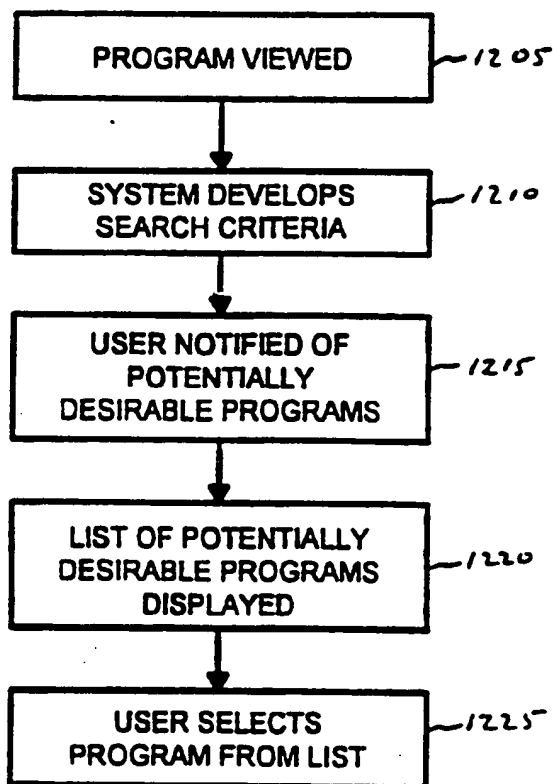 PROGRAM VIEWED
1205
SYSTEM DEVELOPS
SEARCH CRITERIA
1210
USER NOTIFIED OF
POTENTIALLY
DESIRABLE PROGRAMS
1215
LIST OF POTENTIALLY
DESIRABLE PROGRAMS
DISPLAYED
1220
USER SELECTS
PROGRAM FROM LIST
1225